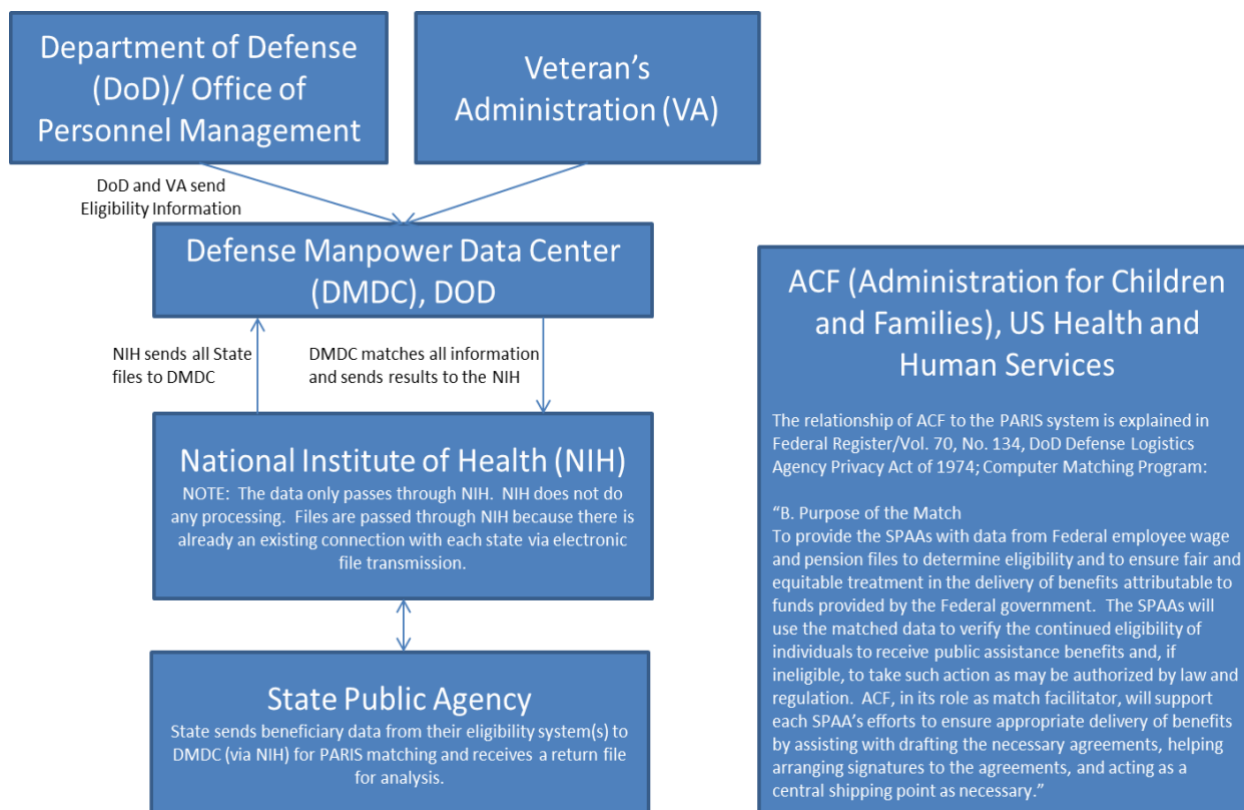 Department of Defense
(DoD)/ Office of
Personnel Management
Veteran’s
Administration (VA)
DoD and VA send
Eligibility Information
Defense Manpower Data Center
(DMDC), DOD
NIH sends all State
files to DMDC
DMDC matches all information
and sends results to the NIH
National Institute of Health (NIH)
NOTE:  The data only passes through NIH.  NIH does not do
any processing.  Files are passed through NIH because there is
already an existing connection with each state via electronic
file transmission.
State Public Agency
State sends beneficiary data from their eligibility system(s) to
DMDC (via NIH) for PARIS matching and receives a return file
for analysis.
ACF (Administration for Children
and Families), US Health and
Human Services
The relationship of ACF to the PARIS system is explained in
Federal Register/Vol. 70, No. 134, DoD Defense Logistics
Agency Privacy Act of 1974; Computer Matching Program:
“B. Purpose of the Match
To provide the SPAAs with data from Federal employee wage
and pension files to determine eligibility and to ensure fair and
equitable treatment in the delivery of benefits attributable to
funds provided by the Federal government.  The SPAAs will
use the matched data to verify the continued eligibility of
individuals to receive public assistance benefits and, if
ineligible, to take such action as may be authorized by law and
regulation.  ACF, in its role as match facilitator, will support
each SPAA’s efforts to ensure appropriate delivery of benefits
by assisting with drafting the necessary agreements, helping
arranging signatures to the agreements, and acting as a
central shipping point as necessary.”